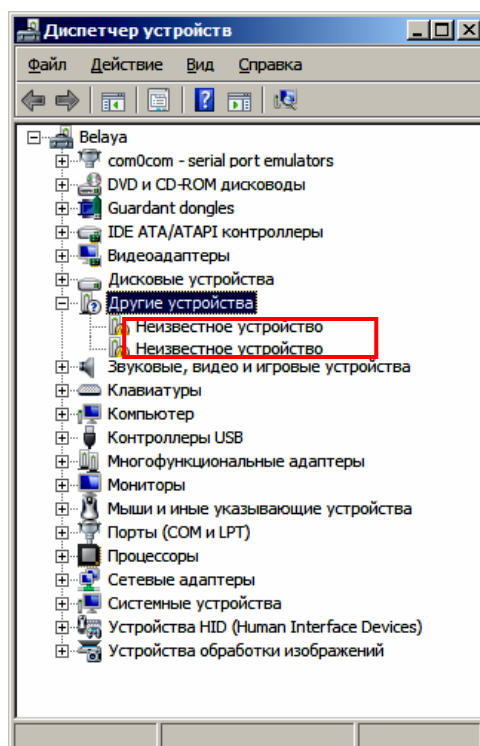 Диспетчер устройств
Файл Действие Вид Справка
Belaya
com0com - serial port emulators
DVD и CD-ROM дисководы
Guardant dongles
IDE ATA/ATAPI контроллеры
Видеоадаптеры
Дисковые устройства
Другие устройства
Неизвестное устройство
Неизвестное устройство
Звуковые, видео и игровые устройства
Клавиатуры
Компьютер
Контроллеры USB
Многофункциональные адаптеры
Мониторы
Мыши и иные указывающие устройства
Порты (COM и LPT)
Процессоры
Сетевые адаптеры
Системные устройства
Устройства HID (Human Interface Devices)
Устройства обработки изображений